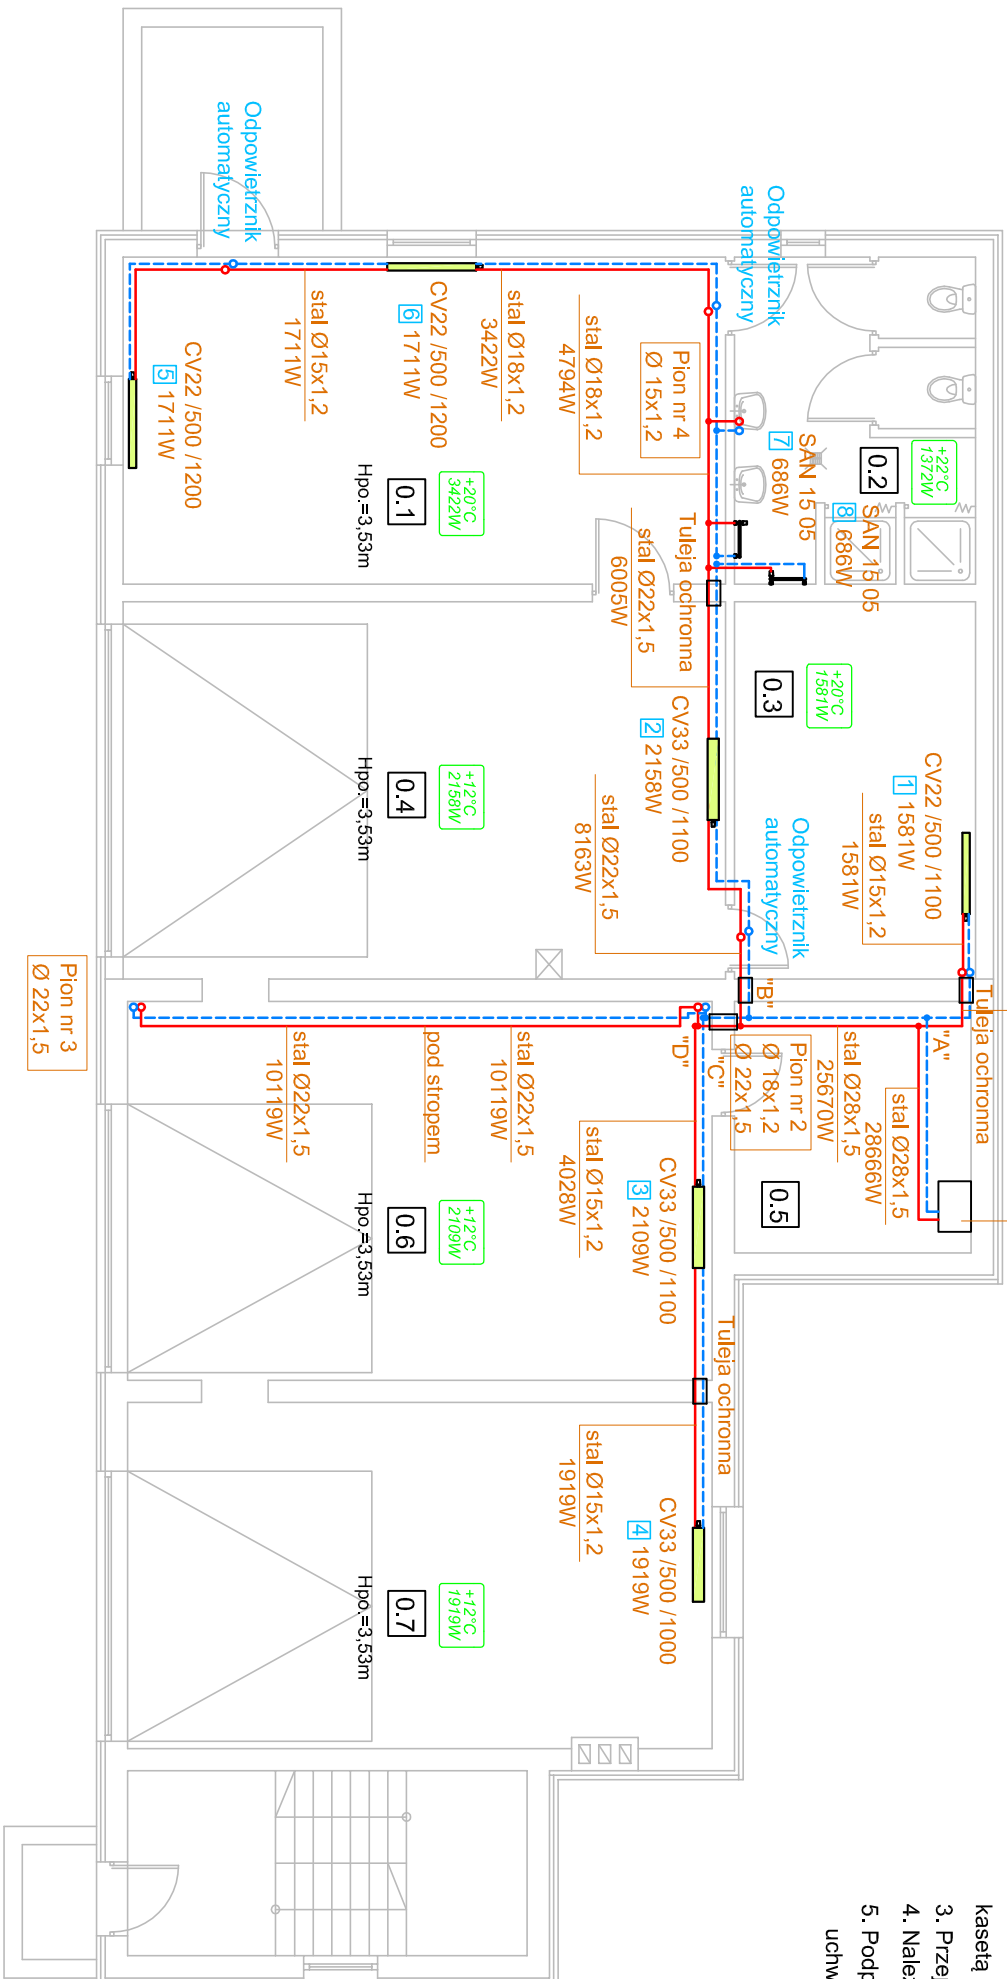 kasetą
3. Przej
4. Należ
5. Podp
uchw
Tuleja ochronna
"A"
CV22 /500 /1100
1 1581W
stal Ø15x1,2
1581W
stal Ø28x1,5
28666W
stal Ø28x1,5
25670W
+22°C
1372W
0.2
SAN 15 05
8 686W
SAN 15 05
7 686W
+20°C
1581W
0.3
0.5
Odpowietrznik
automatyczny
Odpowietrznik
automatyczny
Odpowietrznik
automatyczny
"B"
Pion nr 2
Ø 18x1,2
Ø 22x1,5
"C"
"D"
Tuleja ochronna
Pion nr 4
Ø 15x1,2
Tuleja ochronna
stal Ø22x1,5
6005W
CV33 /500 /1100
2 2158W
stal Ø22x1,5
8163W
CV33 /500 /1100
3 2109W
CV33 /500 /1000
4 1919W
stal Ø18x1,2
4794W
stal Ø15x1,2
4028W
stal Ø15x1,2
1919W
stal Ø18x1,2
3422W
stal Ø22x1,5
10119W
CV22 /500 /1200
6 1711W
pod stropem
+20°C
3422W
0.1
Hpo.=3,53m
+12°C
2158W
0.4
Hpo.=3,53m
+12°C
2109W
0.6
Hpo.=3,53m
+12°C
1919W
0.7
Hpo.=3,53m
stal Ø15x1,2
1711W
stal Ø22x1,5
10119W
CV22 /500 /1200
5 1711W
Pion nr 3
Ø 22x1,5